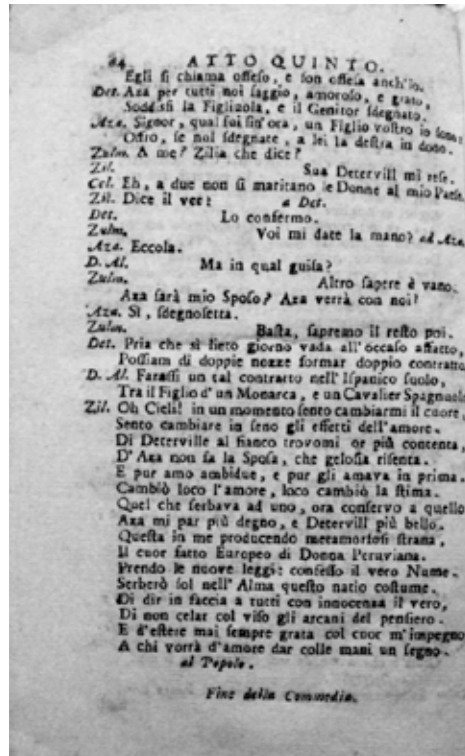 84 ATTO QUINTO.
Egli si chiama offeso, e son offesa anch'io.
Det. Aza per tutti noi saggio, amoroso, e grato,
Soddisfi la Figliuola, e il Genitor sdegnato.
Aza. Signor, qual fui sin'ora, un Figlio vostro io sono:
Offro, se nol sdegnate, a lei la destra in dono.
Zulm. A me? Zilia che dice?
Zil. Sua Detervill mi rese.
Cel. Eh, a due non si maritano le Donne al mio Paese.
Zil. Dice il ver? a Det.
Det. Lo confermo.
Zulm. Voi mi date la mano? ad Aza.
Aza. Eccola.
D. Al. Ma in qual guisa?
Zulm. Altro sapere è vano.
Aza sarà mio Sposo? Aza verrà con noi?
Aza. Sì, sdegnosetta.
Zulm. Basta, sapremo il resto poi.
Det. Pria che sì lieto giorno vada all'occaso affatto,
Possiam di doppie nozze formar doppio contratto.
D. Al. Farassi un tal contratto nell'Ispanico suolo,
Tra il Figlio d'un Monarca, e un Cavalier Spagnuolo.
Zil. Oh Cieli! in un momento sento cambiarmi il cuore,
Sento cambiare in seno gli effetti dell'amore.
Di Deterville al fianco trovomi or più contenta,
D'Aza non fa la Sposa, che gelosia risenta.
E pur amo ambidue, e pur gli amava in prima.
Cambiò loco l'amore, loco cambiò la stima.
Quel che serbava ad uno, ora conservo a quello
Aza mi par più degno, e Detervill più bello.
Questa in me producendo metamorfosi strana,
Il cuor fatto Europeo di Donna Peruviana.
Prendo le nuove leggi: confesso il vero Nume.
Serberò sol nell'Alma questo natio costume.
Di dir in faccia a tutti con innocenza il vero,
Di non celar col viso gli arcani del pensiero.
E d'essere mai sempre grata col cuor m'impegno
A chi vorrà d'amore dar colle mani un segno.
al Popolo.
Fine della Commedia.